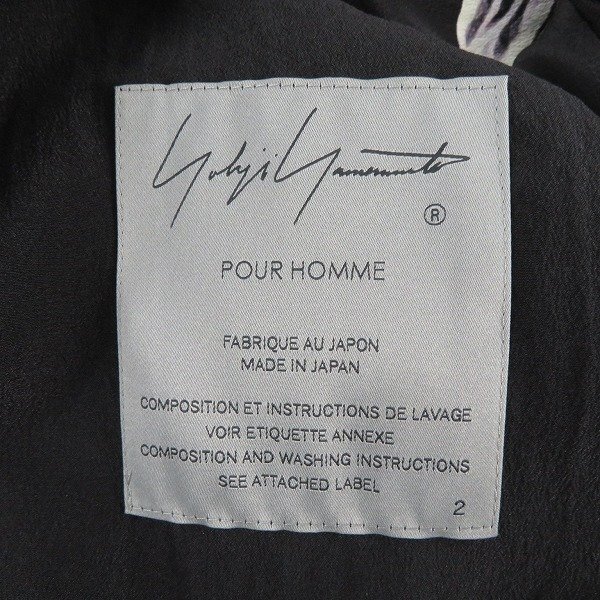 Yohji Yamamoto
®
POUR HOMME
FABRIQUE AU JAPON
MADE IN JAPAN
COMPOSITION ET INSTRUCTIONS DE LAVAGE
VOIR ETIQUETTE ANNEXE
COMPOSITION AND WASHING INSTRUCTIONS
SEE ATTACHED LABEL
2